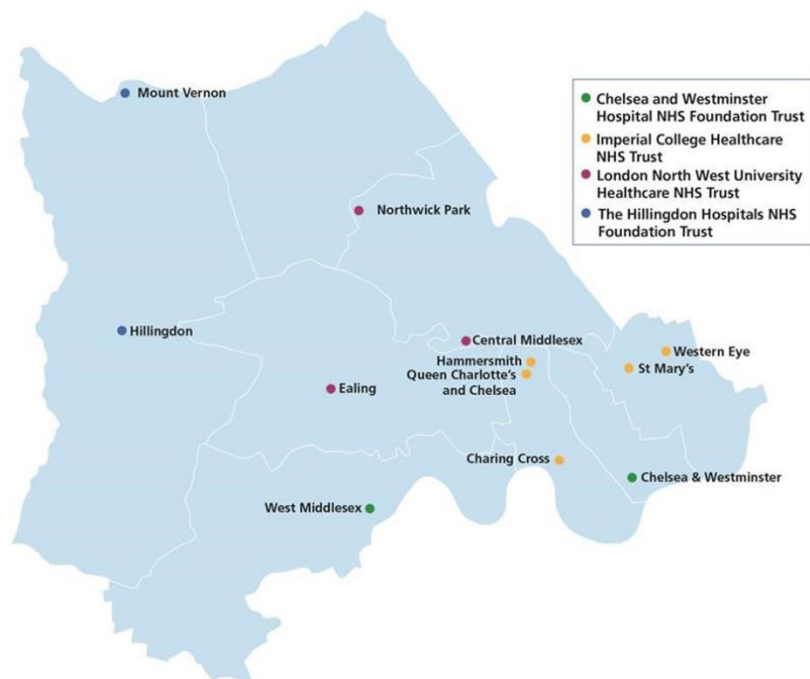 Mount Vernon
Chelsea and Westminster
Hospital NHS Foundation Trust
Imperial College Healthcare
NHS Trust
London North West University
Healthcare NHS Trust
The Hillingdon Hospitals NHS
Foundation Trust
Northwick Park
Hillingdon
Central Middlesex
Hammersmith
Queen Charlotte's
and Chelsea
Western Eye
St Mary's
Ealing
Charing Cross
Chelsea & Westminster
West Middlesex